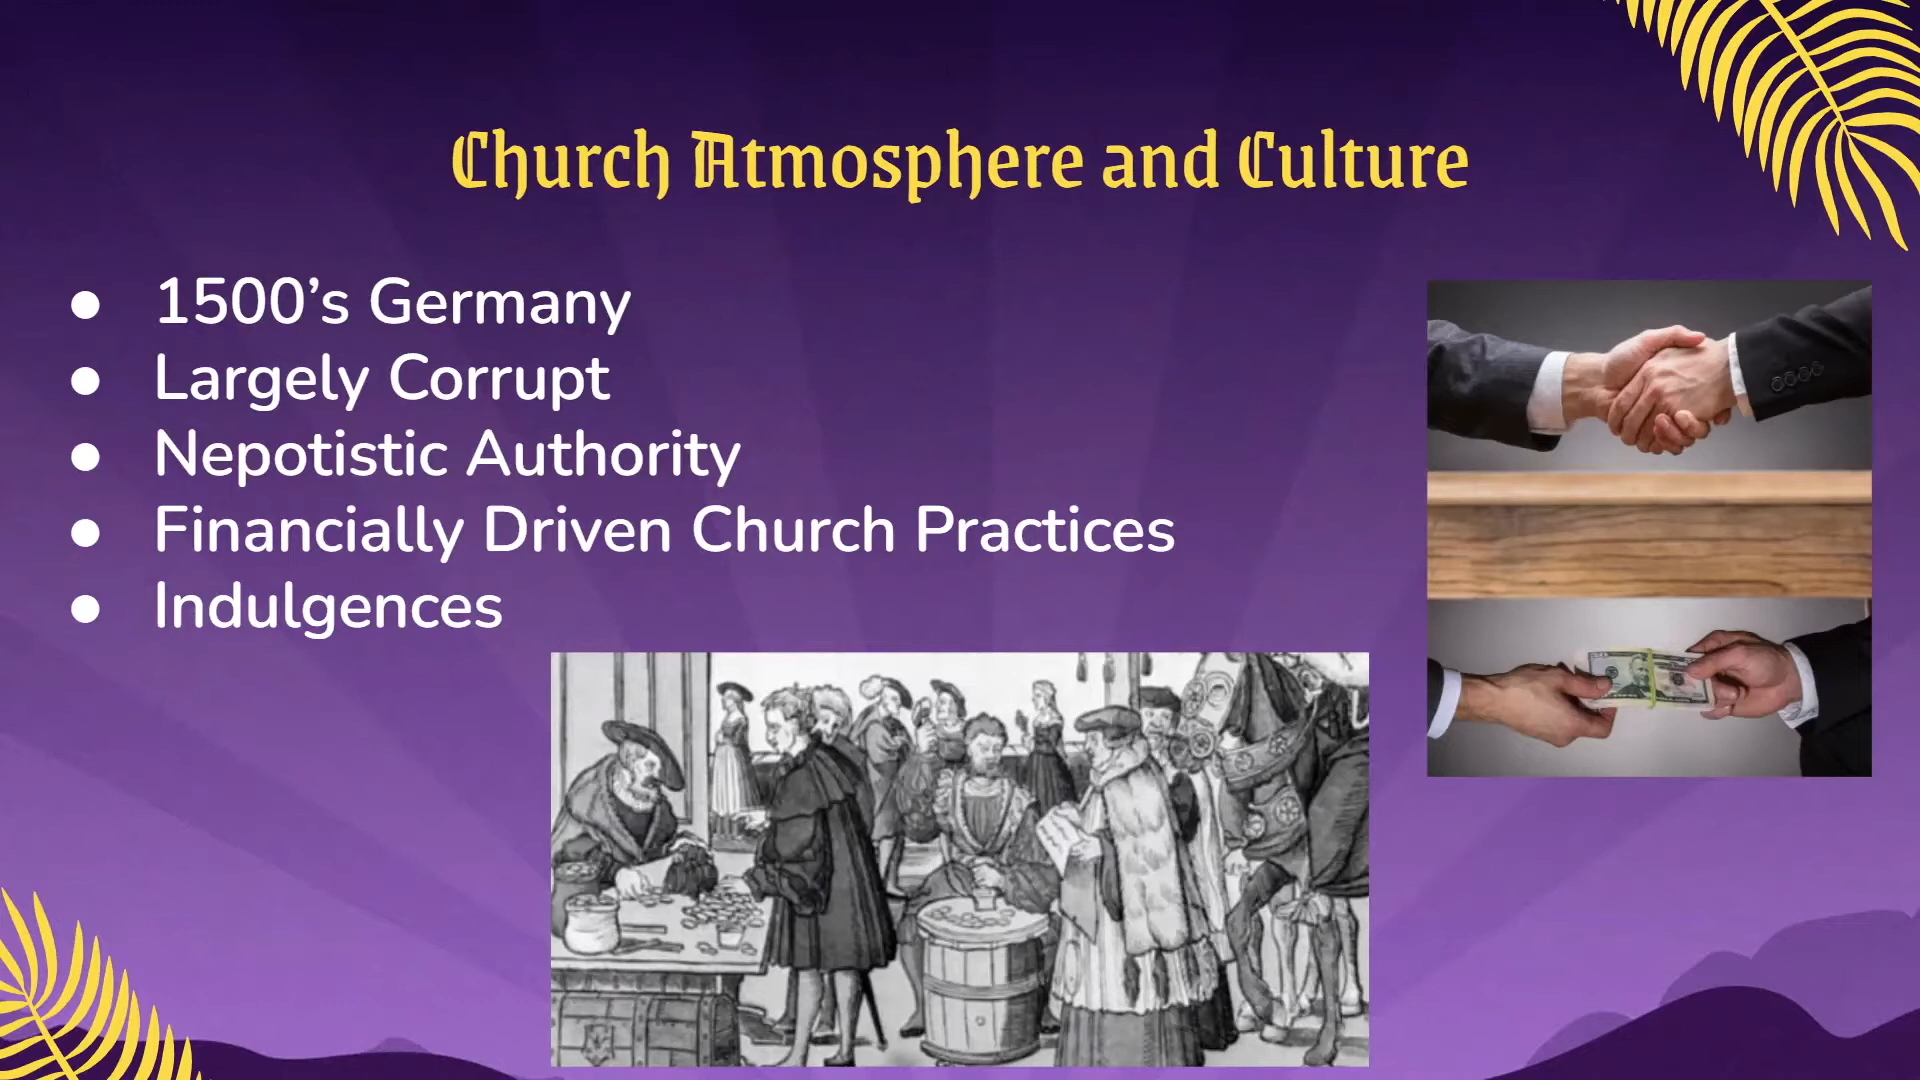 Church Atmosphere and Culture
● 1500’s Germany
● Largely Corrupt
● Nepotistic Authority
● Financially Driven Church Practices
● Indulgences